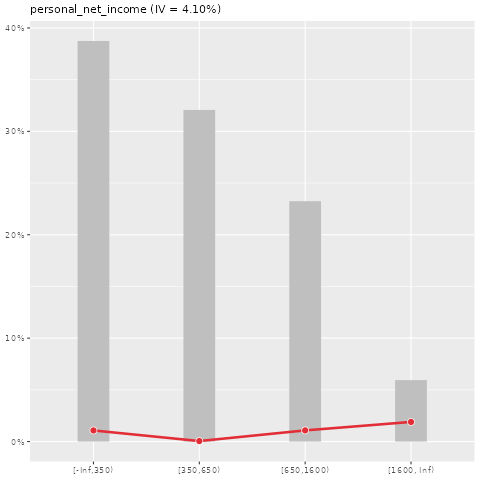 personal_net_income (IV = 4.10%)
40%
30%
20%
10%
0%
[-Inf,350) [350,650) [650,1600) [1600, Inf)